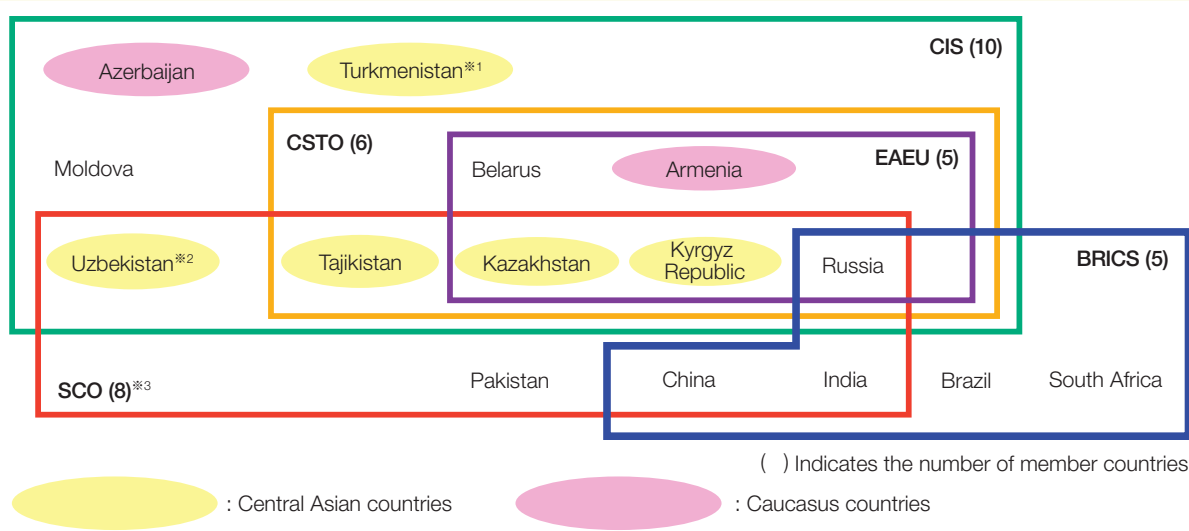 CIS (10)
Azerbaijan
Turkmenistan※1
CSTO (6)
EAEU (5)
Moldova
Belarus
Armenia
Uzbekistan※2
Tajikistan
Kazakhstan
Kyrgyz
Republic
Russia
BRICS (5)
SCO (8)※3
Pakistan
China
India
Brazil
South Africa
( ) Indicates the number of member countries
: Central Asian countries
: Caucasus countries